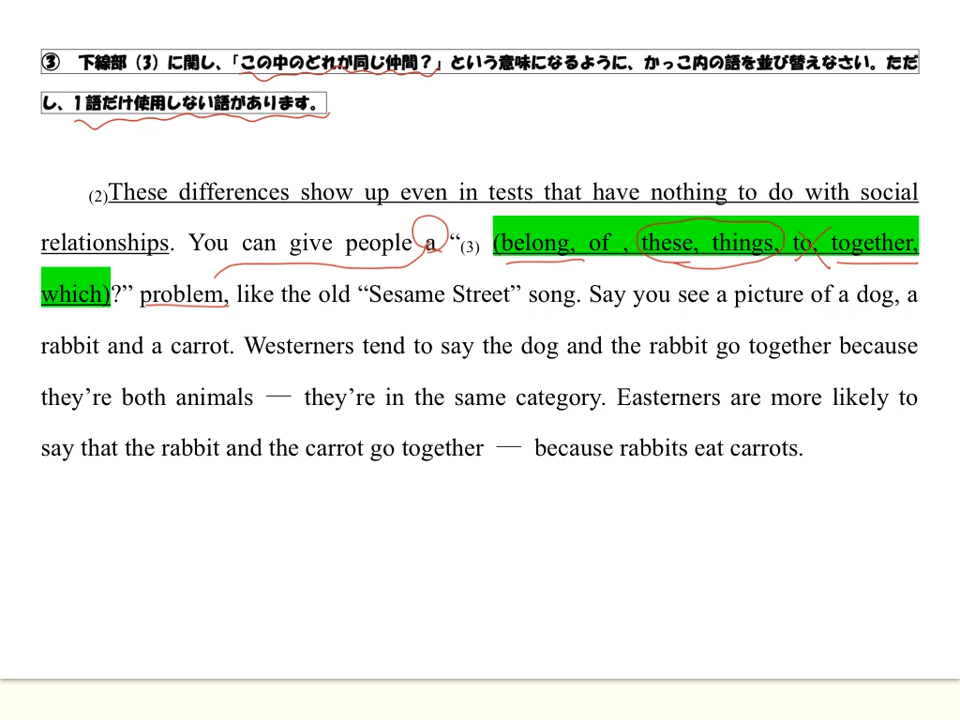 ③ 下線部（3）に関し、「この中のどれが同じ仲間？」という意味になるように、かっこ内の語を並び替えなさい。ただ
し、1語だけ使用しない語があります。
(2)These differences show up even in tests that have nothing to do with social
relationships. You can give people a “(3) (belong, of , these, things, to, together,
which)?” problem, like the old “Sesame Street” song. Say you see a picture of a dog, a
rabbit and a carrot. Westerners tend to say the dog and the rabbit go together because
they’re both animals — they’re in the same category. Easterners are more likely to
say that the rabbit and the carrot go together — because rabbits eat carrots.